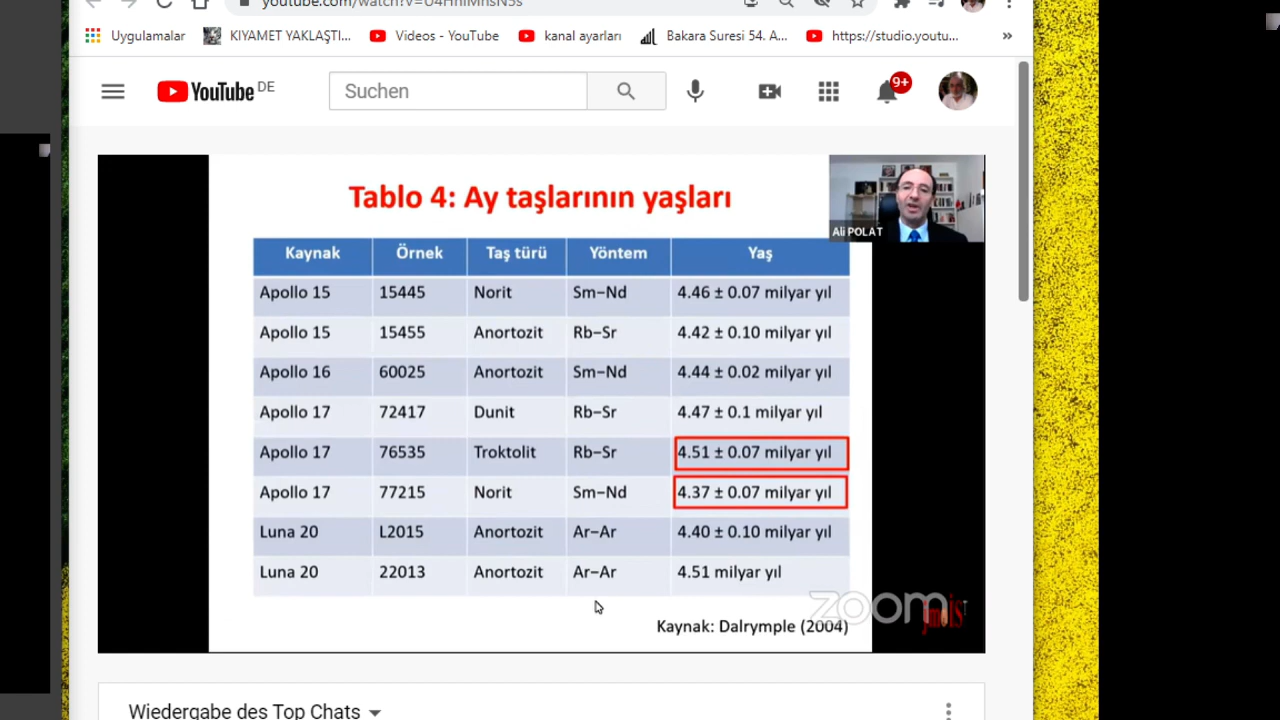 youtube.com/watch?v=U4HnlMnsN5s
Uygulamalar KIYAMET YAKLAŞTI... Videos - YouTube kanal ayarları Bakara Suresi 54. A... https://studio.youtu... »
YouTube DE Suchen 9+
Tablo 4: Ay taşlarının yaşları
Ali POLAT
Kaynak Örnek Taş türü Yöntem Yaş
Apollo 15 15445 Norit Sm−Nd 4.46 ± 0.07 milyar yıl
Apollo 15 15455 Anortozit Rb−Sr 4.42 ± 0.10 milyar yıl
Apollo 16 60025 Anortozit Sm−Nd 4.44 ± 0.02 milyar yıl
Apollo 17 72417 Dunit Rb−Sr 4.47 ± 0.1 milyar yıl
Apollo 17 76535 Troktolit Rb−Sr 4.51 ± 0.07 milyar yıl
Apollo 17 77215 Norit Sm−Nd 4.37 ± 0.07 milyar yıl
Luna 20 L2015 Anortozit Ar−Ar 4.40 ± 0.10 milyar yıl
Luna 20 22013 Anortozit Ar−Ar 4.51 milyar yıl
zoom
Kaynak: Dalrymple (2004)
Wiedergabe des Top Chats